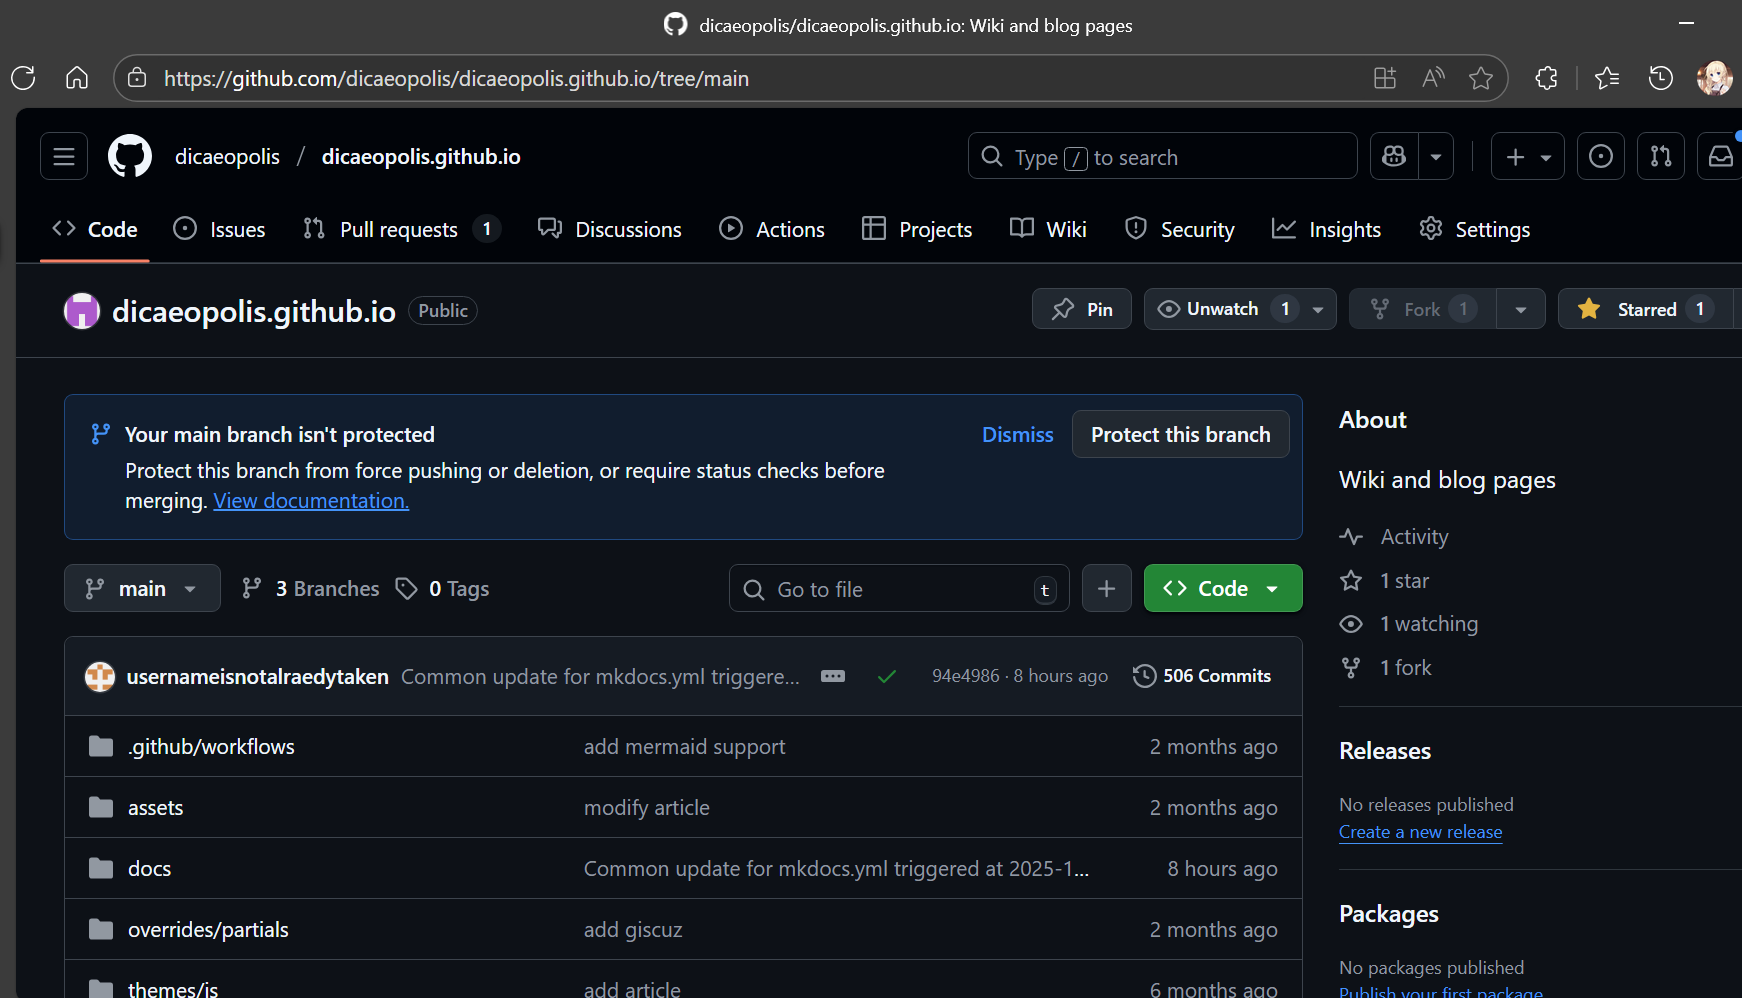 dicaeopolis/dicaeopolis.github.io: Wiki and blog pages
https://github.com/dicaeopolis/dicaeopolis.github.io/tree/main
dicaeopolis / dicaeopolis.github.io
Type / to search
Code Issues Pull requests 1 Discussions Actions Projects Wiki Security Insights Settings
dicaeopolis.github.io Public
Pin Unwatch 1 Fork 1 Starred 1
Your main branch isn't protected
Dismiss Protect this branch
Protect this branch from force pushing or deletion, or require status checks before
merging. View documentation.
main 3 Branches 0 Tags Go to file t Code
usernameisnotalraedytaken Common update for mkdocs.yml triggere... 94e4986 · 8 hours ago 506 Commits
.github/workflows add mermaid support 2 months ago
assets modify article 2 months ago
docs Common update for mkdocs.yml triggered at 2025-1... 8 hours ago
overrides/partials add giscuz 2 months ago
themes/js add article 6 months ago
About
Wiki and blog pages
Activity
1 star
1 watching
1 fork
Releases
No releases published
Create a new release
Packages
No packages published
Publish your first package